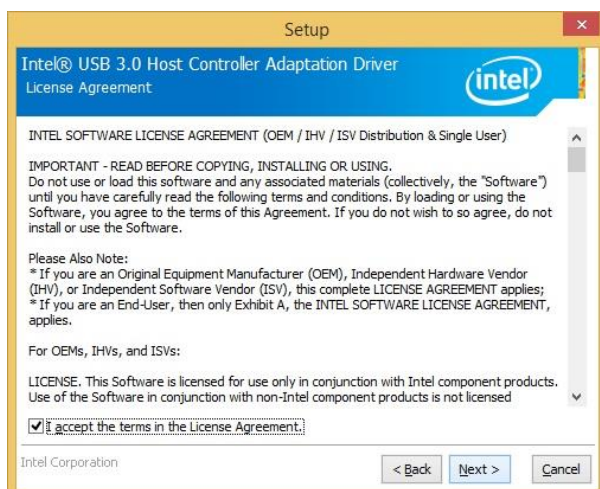 Setup
Intel® USB 3.0 Host Controller Adaptation Driver
License Agreement
intel
INTEL SOFTWARE LICENSE AGREEMENT (OEM / IHV / ISV Distribution & Single User)
IMPORTANT - READ BEFORE COPYING, INSTALLING OR USING.
Do not use or load this software and any associated materials (collectively, the "Software")
until you have carefully read the following terms and conditions. By loading or using the
Software, you agree to the terms of this Agreement. If you do not wish to so agree, do not
install or use the Software.
Please Also Note:
* If you are an Original Equipment Manufacturer (OEM), Independent Hardware Vendor
(IHV), or Independent Software Vendor (ISV), this complete LICENSE AGREEMENT applies;
* If you are an End-User, then only Exhibit A, the INTEL SOFTWARE LICENSE AGREEMENT,
applies.
For OEMs, IHVs, and ISVs:
LICENSE. This Software is licensed for use only in conjunction with Intel component products.
Use of the Software in conjunction with non-Intel component products is not licensed
I accept the terms in the License Agreement.
Intel Corporation
< Back Next > Cancel